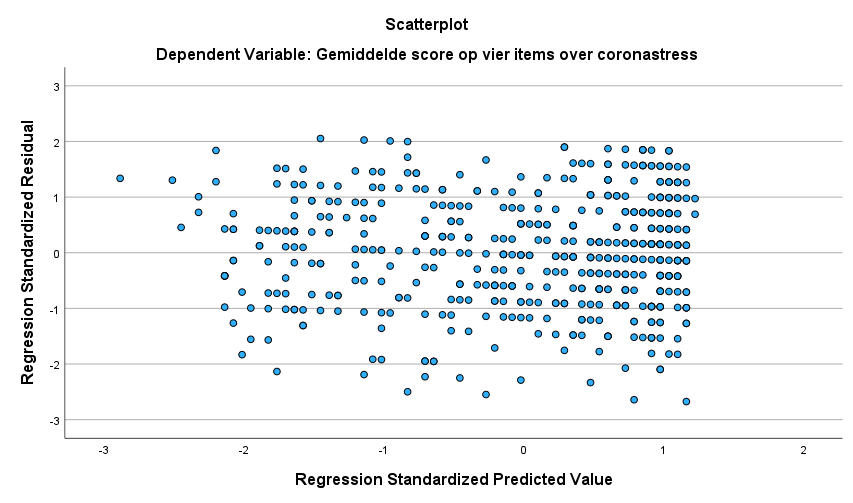 Scatterplot
Dependent Variable: Gemiddelde score op vier items over coronastress
Regression Standardized Residual
3
2
1
0
-1
-2
-3
-3 -2 -1 0 1 2
Regression Standardized Predicted Value